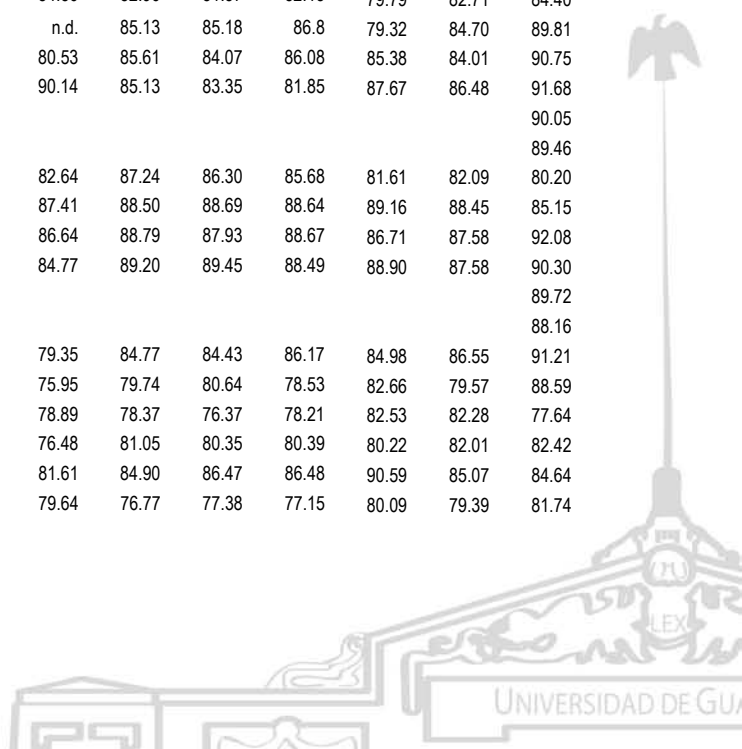 n.d. 85.13 85.18 86.8 79.32 84.70 89.81
80.53 85.61 84.07 86.08 85.38 84.01 90.75
90.14 85.13 83.35 81.85 87.67 86.48 91.68
90.05
89.46
82.64 87.24 86.30 85.68 81.61 82.09 80.20
87.41 88.50 88.69 88.64 89.16 88.45 85.15
86.64 88.79 87.93 88.67 86.71 87.58 92.08
84.77 89.20 89.45 88.49 88.90 87.58 90.30
89.72
88.16
79.35 84.77 84.43 86.17 84.98 86.55 91.21
75.95 79.74 80.64 78.53 82.66 79.57 88.59
78.89 78.37 76.37 78.21 82.53 82.28 77.64
76.48 81.05 80.35 80.39 80.22 82.01 82.42
81.61 84.90 86.47 86.48 90.59 85.07 84.64
79.64 76.77 77.38 77.15 80.09 79.39 81.74
LEX
UNIVERSIDAD DE